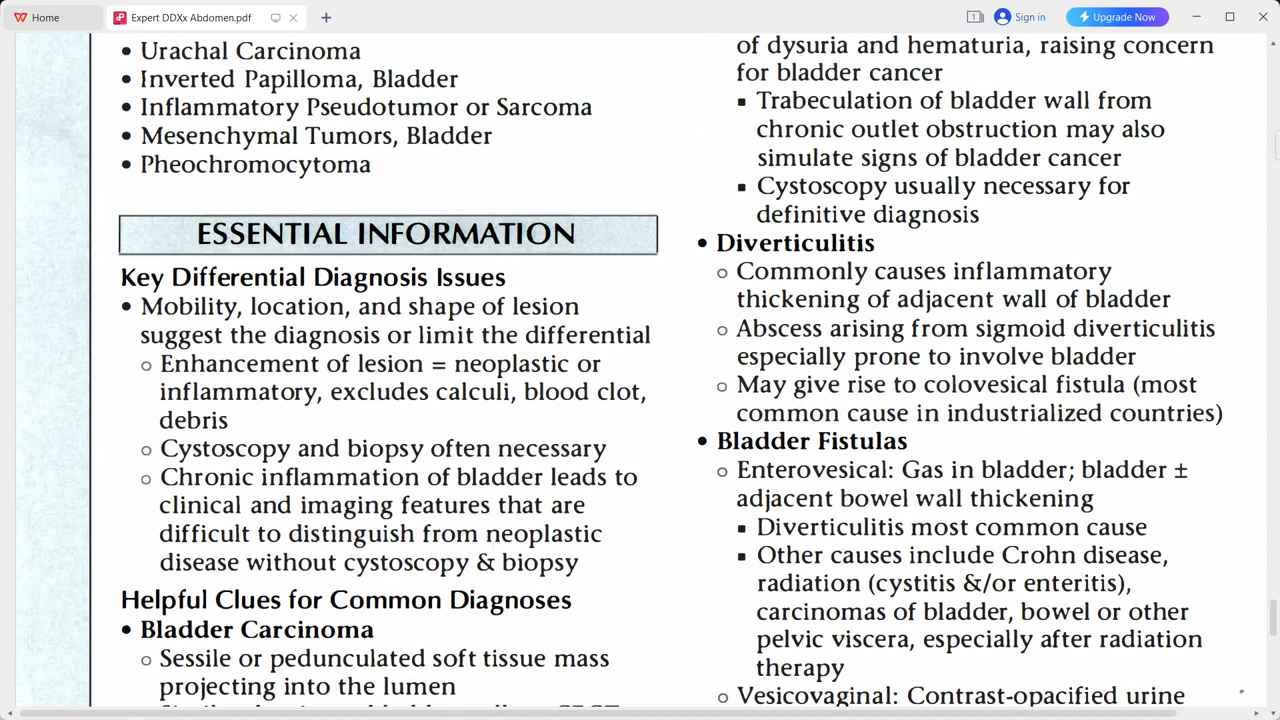 Home
Expert DDXx Abdomen.pdf
1
Sign in
Upgrade Now
• Urachal Carcinoma
• Inverted Papilloma, Bladder
• Inflammatory Pseudotumor or Sarcoma
• Mesenchymal Tumors, Bladder
• Pheochromocytoma
ESSENTIAL INFORMATION
Key Differential Diagnosis Issues
• Mobility, location, and shape of lesion
suggest the diagnosis or limit the differential
○ Enhancement of lesion = neoplastic or
inflammatory, excludes calculi, blood clot,
debris
○ Cystoscopy and biopsy often necessary
○ Chronic inflammation of bladder leads to
clinical and imaging features that are
difficult to distinguish from neoplastic
disease without cystoscopy & biopsy
Helpful Clues for Common Diagnoses
• Bladder Carcinoma
○ Sessile or pedunculated soft tissue mass
projecting into the lumen
of dysuria and hematuria, raising concern
for bladder cancer
▪ Trabeculation of bladder wall from
chronic outlet obstruction may also
simulate signs of bladder cancer
▪ Cystoscopy usually necessary for
definitive diagnosis
• Diverticulitis
○ Commonly causes inflammatory
thickening of adjacent wall of bladder
○ Abscess arising from sigmoid diverticulitis
especially prone to involve bladder
○ May give rise to colovesical fistula (most
common cause in industrialized countries)
• Bladder Fistulas
○ Enterovesical: Gas in bladder; bladder ±
adjacent bowel wall thickening
▪ Diverticulitis most common cause
▪ Other causes include Crohn disease,
radiation (cystitis &/or enteritis),
carcinomas of bladder, bowel or other
pelvic viscera, especially after radiation
therapy
○ Vesicovaginal: Contrast-opacified urine